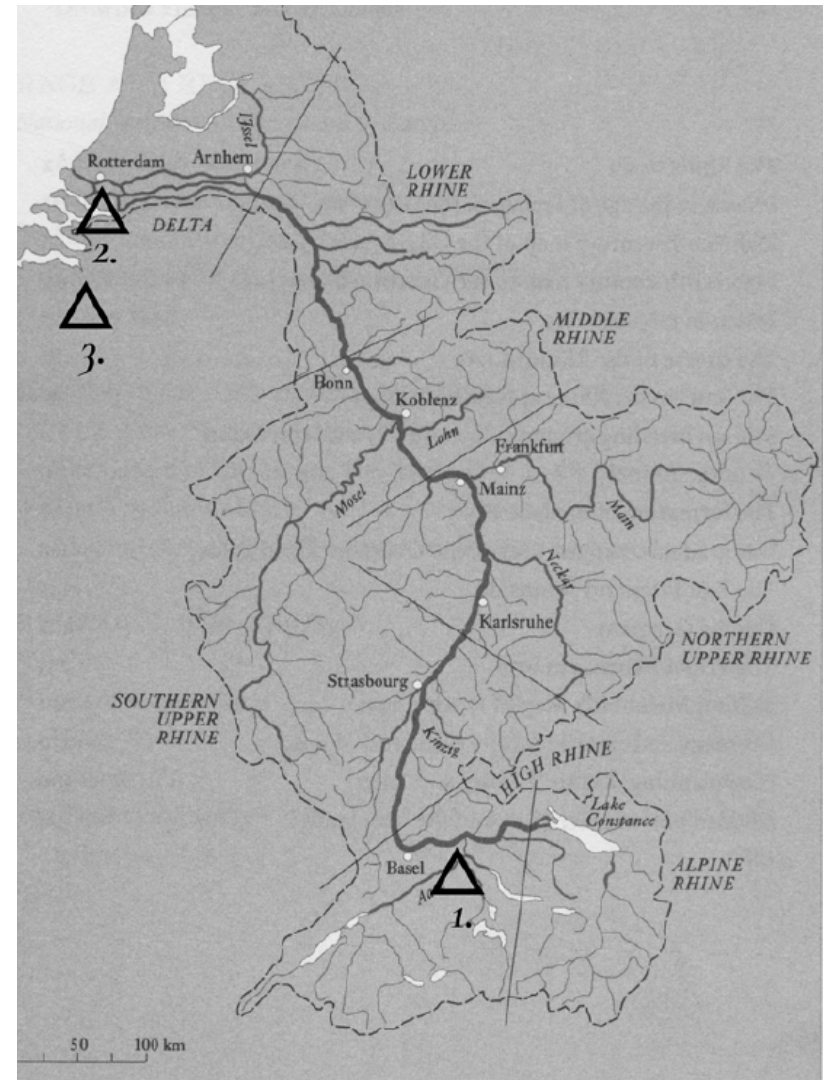 IJssel
Rotterdam
Arnhem
LOWER
RHINE
DELTA
2.
3.
MIDDLE
RHINE
Bonn
Koblenz
Lohn
Frankfurt
Mosel
Mainz
Main
Neckar
Karlsruhe
NORTHERN
UPPER RHINE
Strasbourg
SOUTHERN
UPPER
RHINE
Kinzig
HIGH RHINE
Lake
Constance
Basel
ALPINE
RHINE
1.
50 100 km